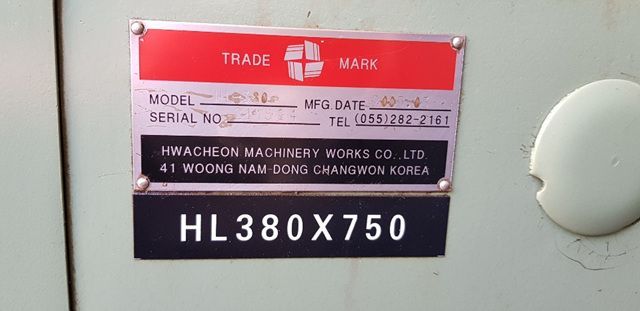 TRADE MARK
MODEL MFG. DATE
SERIAL NO. TEL (055)282-2161
HWACHEON MACHINERY WORKS CO.,LTD.
41 WOONG NAM-DONG CHANGWON KOREA
HL380X750